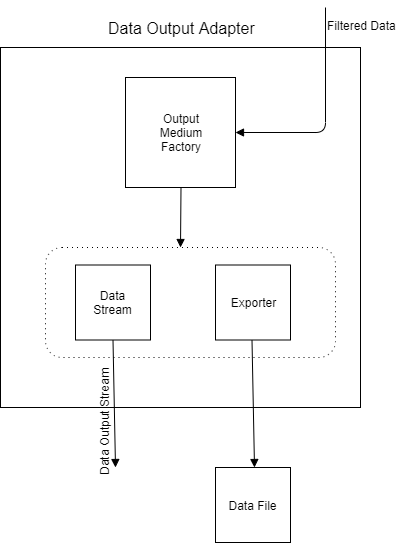 Data Output Adapter
Filtered Data
Output
Medium
Factory
Data
Stream
Exporter
Data Output Stream
Data File